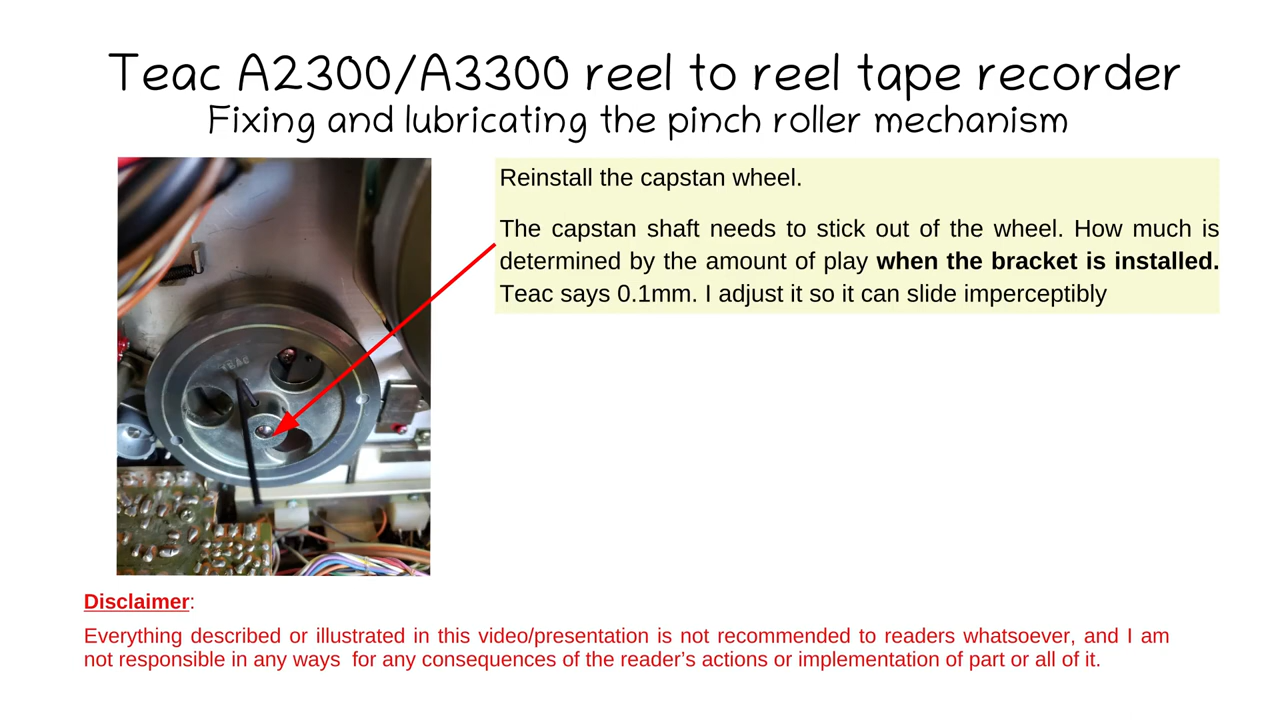 Teac A2300/A3300 reel to reel tape recorder
Fixing and lubricating the pinch roller mechanism
Reinstall the capstan wheel.
The capstan shaft needs to stick out of the wheel. How much is
determined by the amount of play when the bracket is installed.
Teac says 0.1mm. I adjust it so it can slide imperceptibly
TEAC
Disclaimer:
Everything described or illustrated in this video/presentation is not recommended to readers whatsoever, and I am
not responsible in any ways  for any consequences of the reader’s actions or implementation of part or all of it.